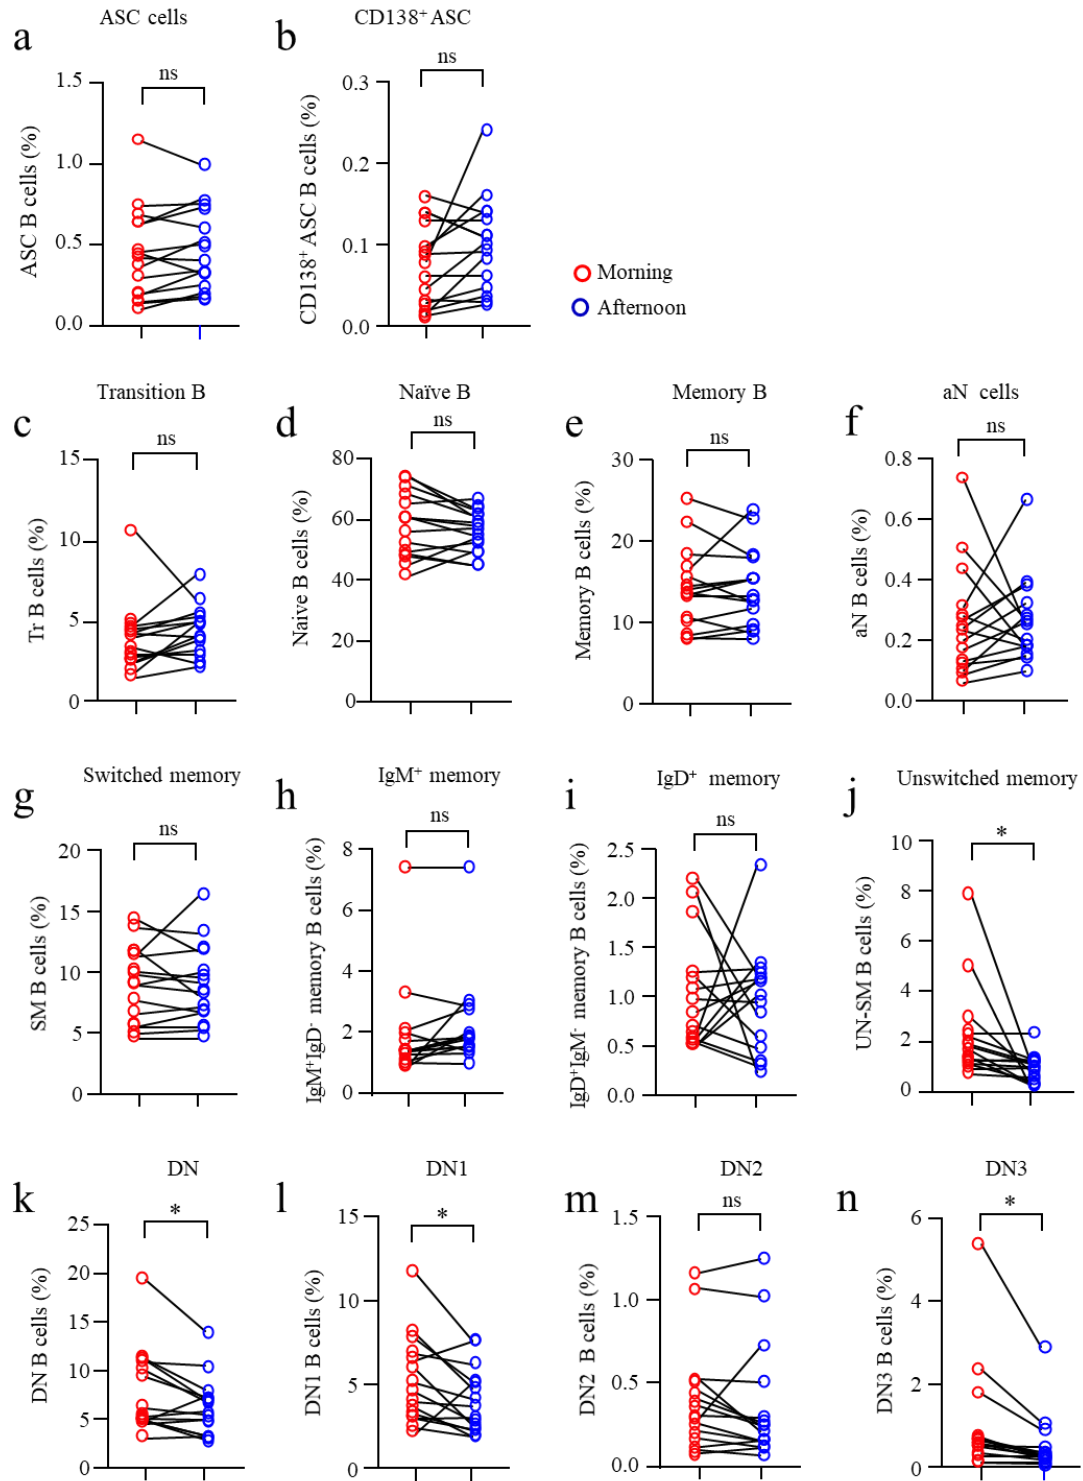 ASC cells
CD138+ ASC
a
b
ns
ns
ASC B cells (%)
1.5
1.0
0.5
0.0
CD138+ ASC B cells (%)
0.3
0.2
0.1
0.0
Morning
Afternoon
Transition B
Naïve B
Memory B
aN cells
c
d
e
f
ns
ns
ns
ns
Tr B cells (%)
15
10
5
0
Naive B cells (%)
80
60
40
20
0
Memory B cells (%)
30
20
10
0
aN B cells (%)
0.8
0.6
0.4
0.2
0.0
Switched memory
IgM+ memory
IgD+ memory
Unswitched memory
g
h
i
j
ns
ns
ns
*
SM B cells (%)
20
15
10
5
0
IgM+IgD- memory B cells (%)
8
6
4
2
0
IgD+IgM- memory B cells (%)
2.5
2.0
1.5
1.0
0.5
0.0
UN-SM B cells (%)
10
8
6
4
2
0
DN
DN1
DN2
DN3
k
l
m
n
*
*
ns
*
DN B cells (%)
25
20
15
10
5
0
DN1 B cells (%)
15
10
5
0
DN2 B cells (%)
1.5
1.0
0.5
0.0
DN3 B cells (%)
6
4
2
0